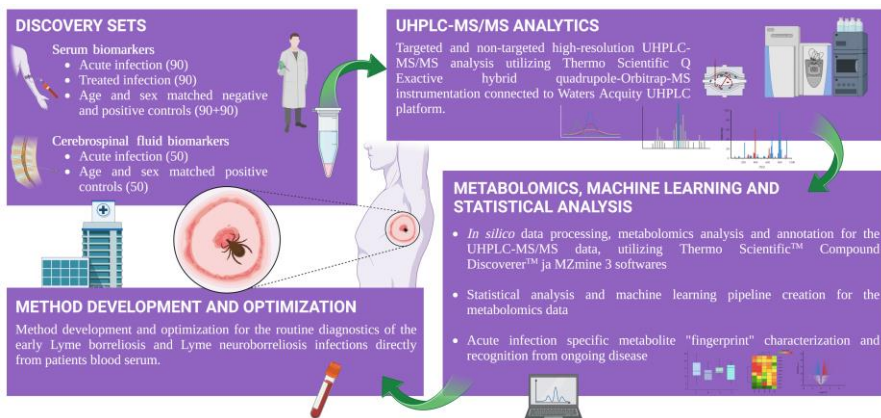 DISCOVERY SETS
Serum biomarkers
• Acute infection (90)
• Treated infection (90)
• Age and sex matched negative
and positive controls (90+90)
Cerebrospinal fluid biomarkers
• Acute infection (50)
• Age and sex matched positive
controls (50)
UHPLC-MS/MS ANALYTICS
Targeted and non-targeted high-resolution UHPLC-
MS/MS analysis utilizing Thermo Scientific Q
Exactive hybrid quadrupole-Orbitrap-MS
instrumentation connected to Waters Acquity UHPLC
platform.
METABOLOMICS, MACHINE LEARNING AND
STATISTICAL ANALYSIS
• In silico data processing, metabolomics analysis and annotation for the
UHPLC-MS/MS data, utilizing Thermo Scientific™ Compound
Discoverer™ ja MZmine 3 softwares
• Statistical analysis and machine learning pipeline creation for the
metabolomics data
• Acute infection specific metabolite "fingerprint" characterization and
recognition from ongoing disease
METHOD DEVELOPMENT AND OPTIMIZATION
Method development and optimization for the routine diagnostics of the
early Lyme borreliosis and Lyme neuroborreliosis infections directly
from patients blood serum.